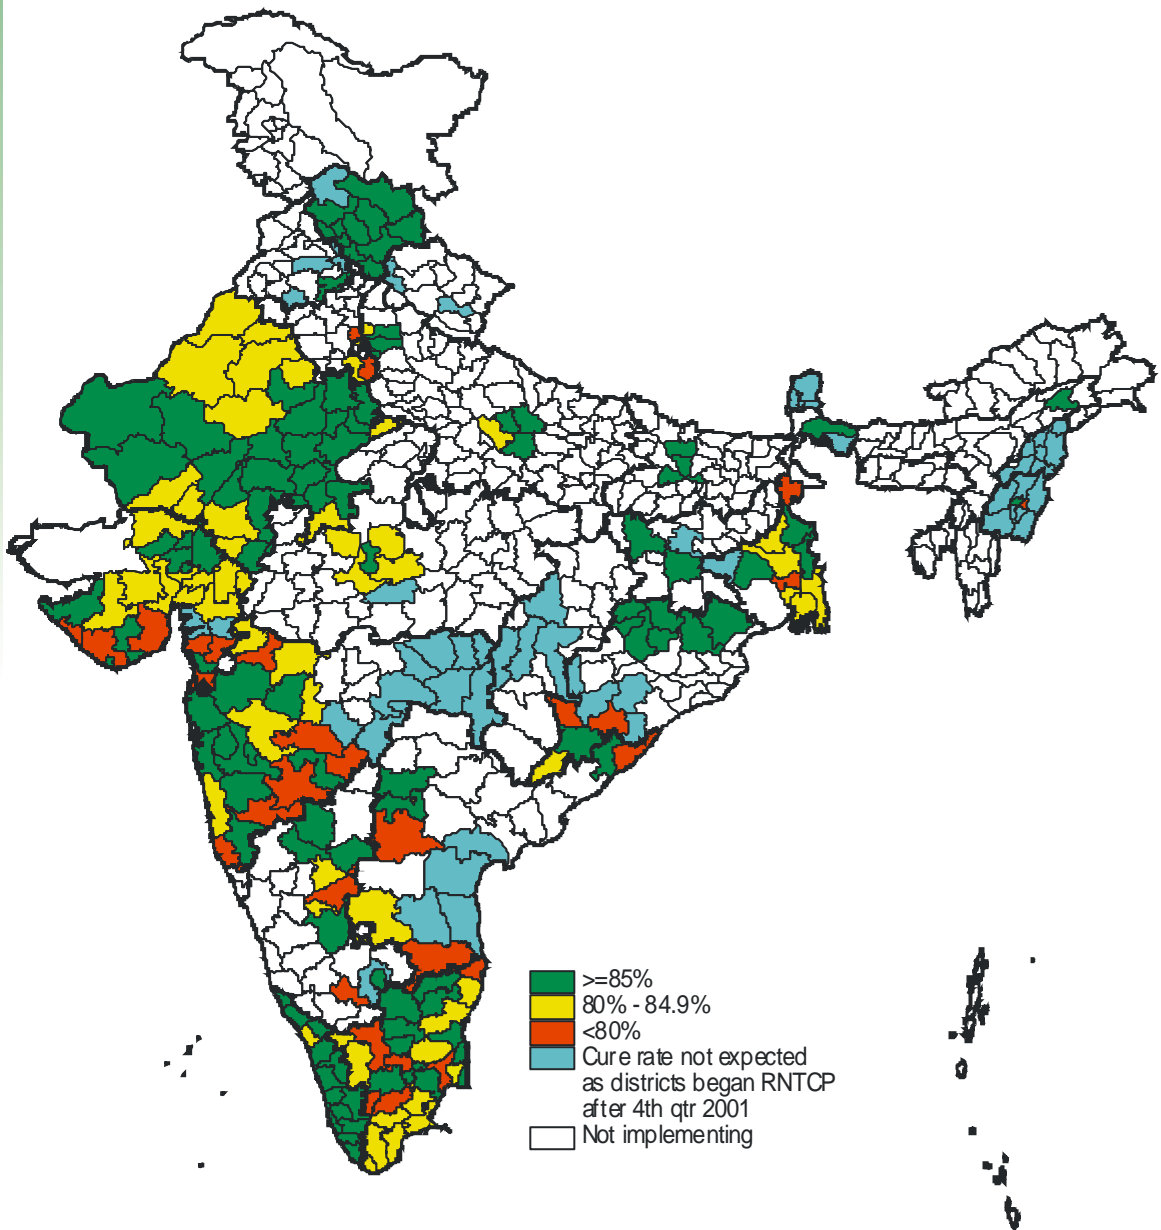 >=85%
80% - 84.9%
<80%
Cure rate not expected
as districts began RNTCP
after 4th qtr 2001
Not implementing